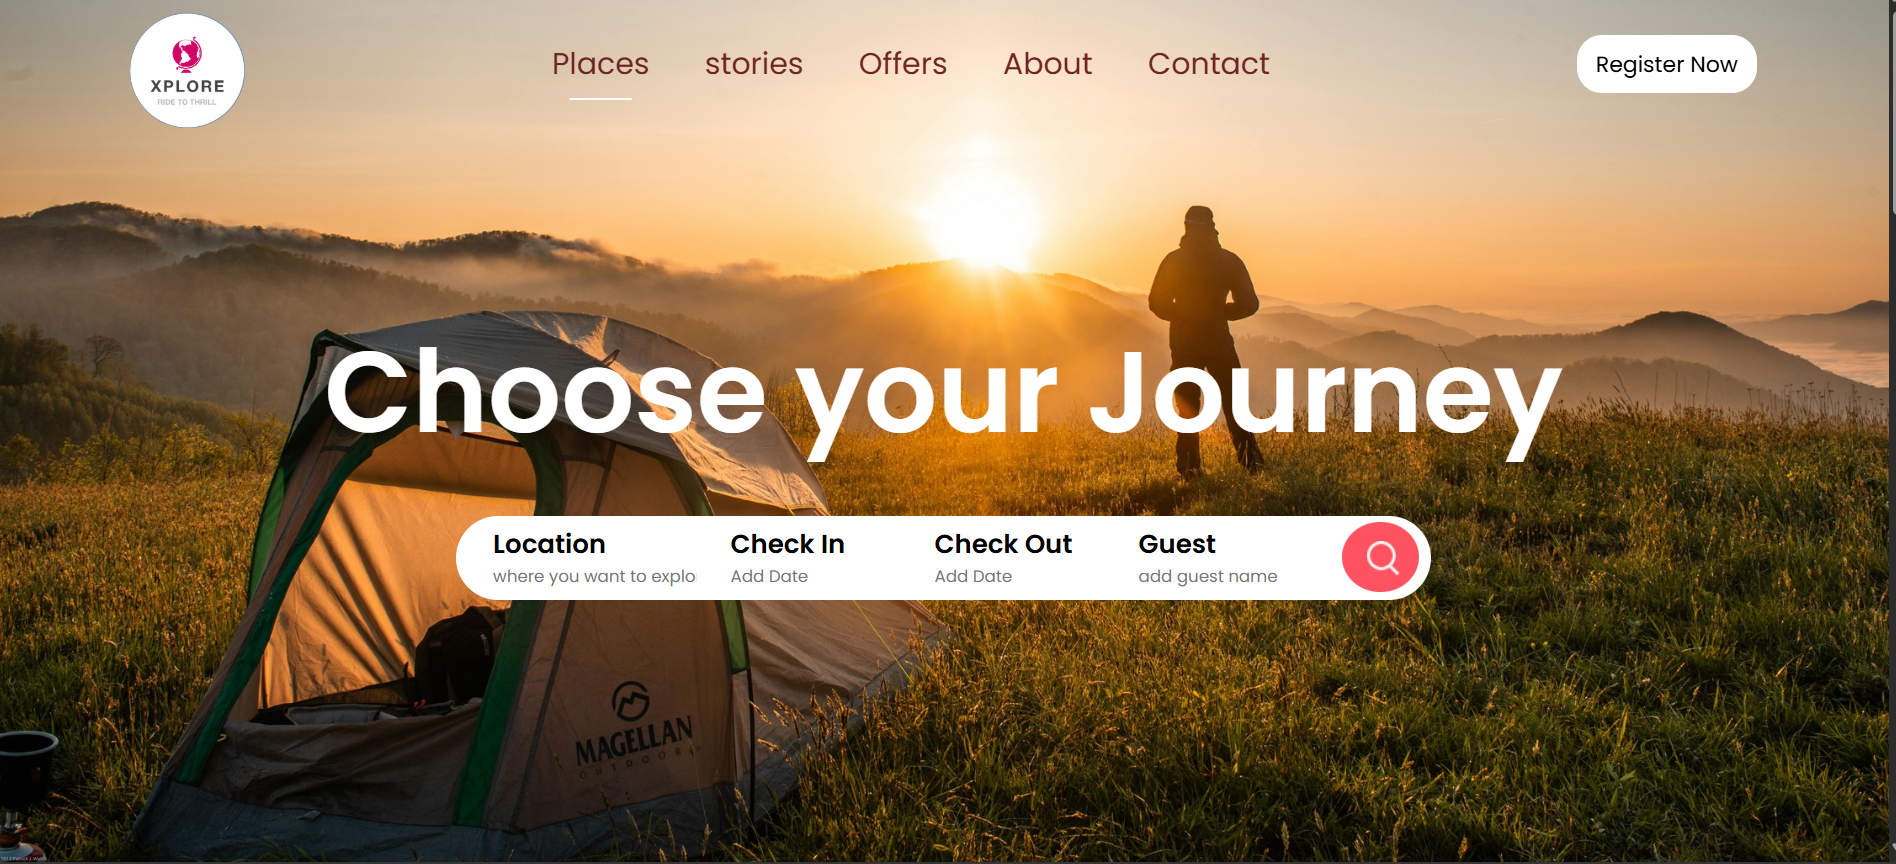 XPLORE
RIDE TO THRILL
Places stories Offers About Contact
Register Now
Choose your Journey
Location Check In Check Out Guest
where you want to explo Add Date Add Date add guest name
MAGELLAN
OUTDOORS